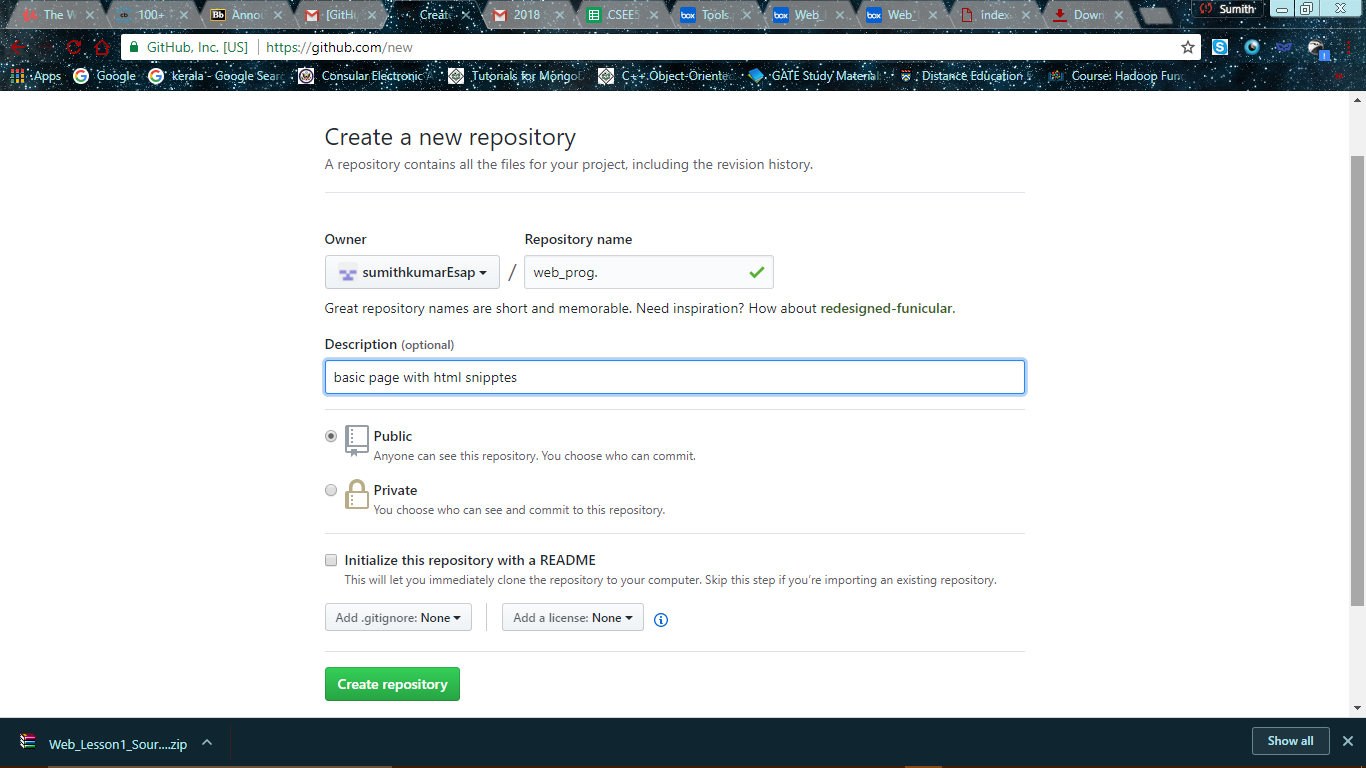 The W
100+
Annou
[GitHu
Create
2018
CSEE5
Tools
Web_
Web_
index.
Down
Sumith
GitHub, Inc. [US] https://github.com/new
Apps Google kerala - Google Sear Consular Electronic A Tutorials for Mongo C++ Object-Oriente GATE Study Material Distance Education Course: Hadoop Fun
Create a new repository
A repository contains all the files for your project, including the revision history.
Owner Repository name
sumithkumarEsap / web_prog.
Great repository names are short and memorable. Need inspiration? How about redesigned-funicular.
Description (optional)
basic page with html snipptes
Public
Anyone can see this repository. You choose who can commit.
Private
You choose who can see and commit to this repository.
Initialize this repository with a README
This will let you immediately clone the repository to your computer. Skip this step if you're importing an existing repository.
Add .gitignore: None Add a license: None
Create repository
Web_Lesson1_Sour....zip Show all